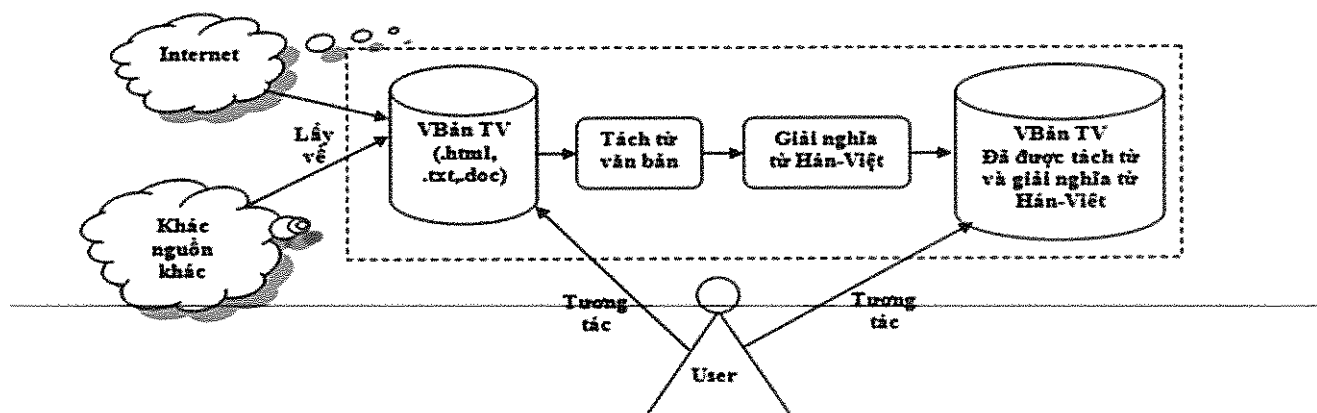 Internet
Lấy
về
Khác
nguồn
khác
VBản TV
(.html,
.txt,.doc)
Tách từ
văn bản
Giải nghĩa
từ Hán-Việt
VBản TV
Đã được tách từ
và giải nghĩa từ
Hán-Việt
Tương
tác
Tương
tác
User